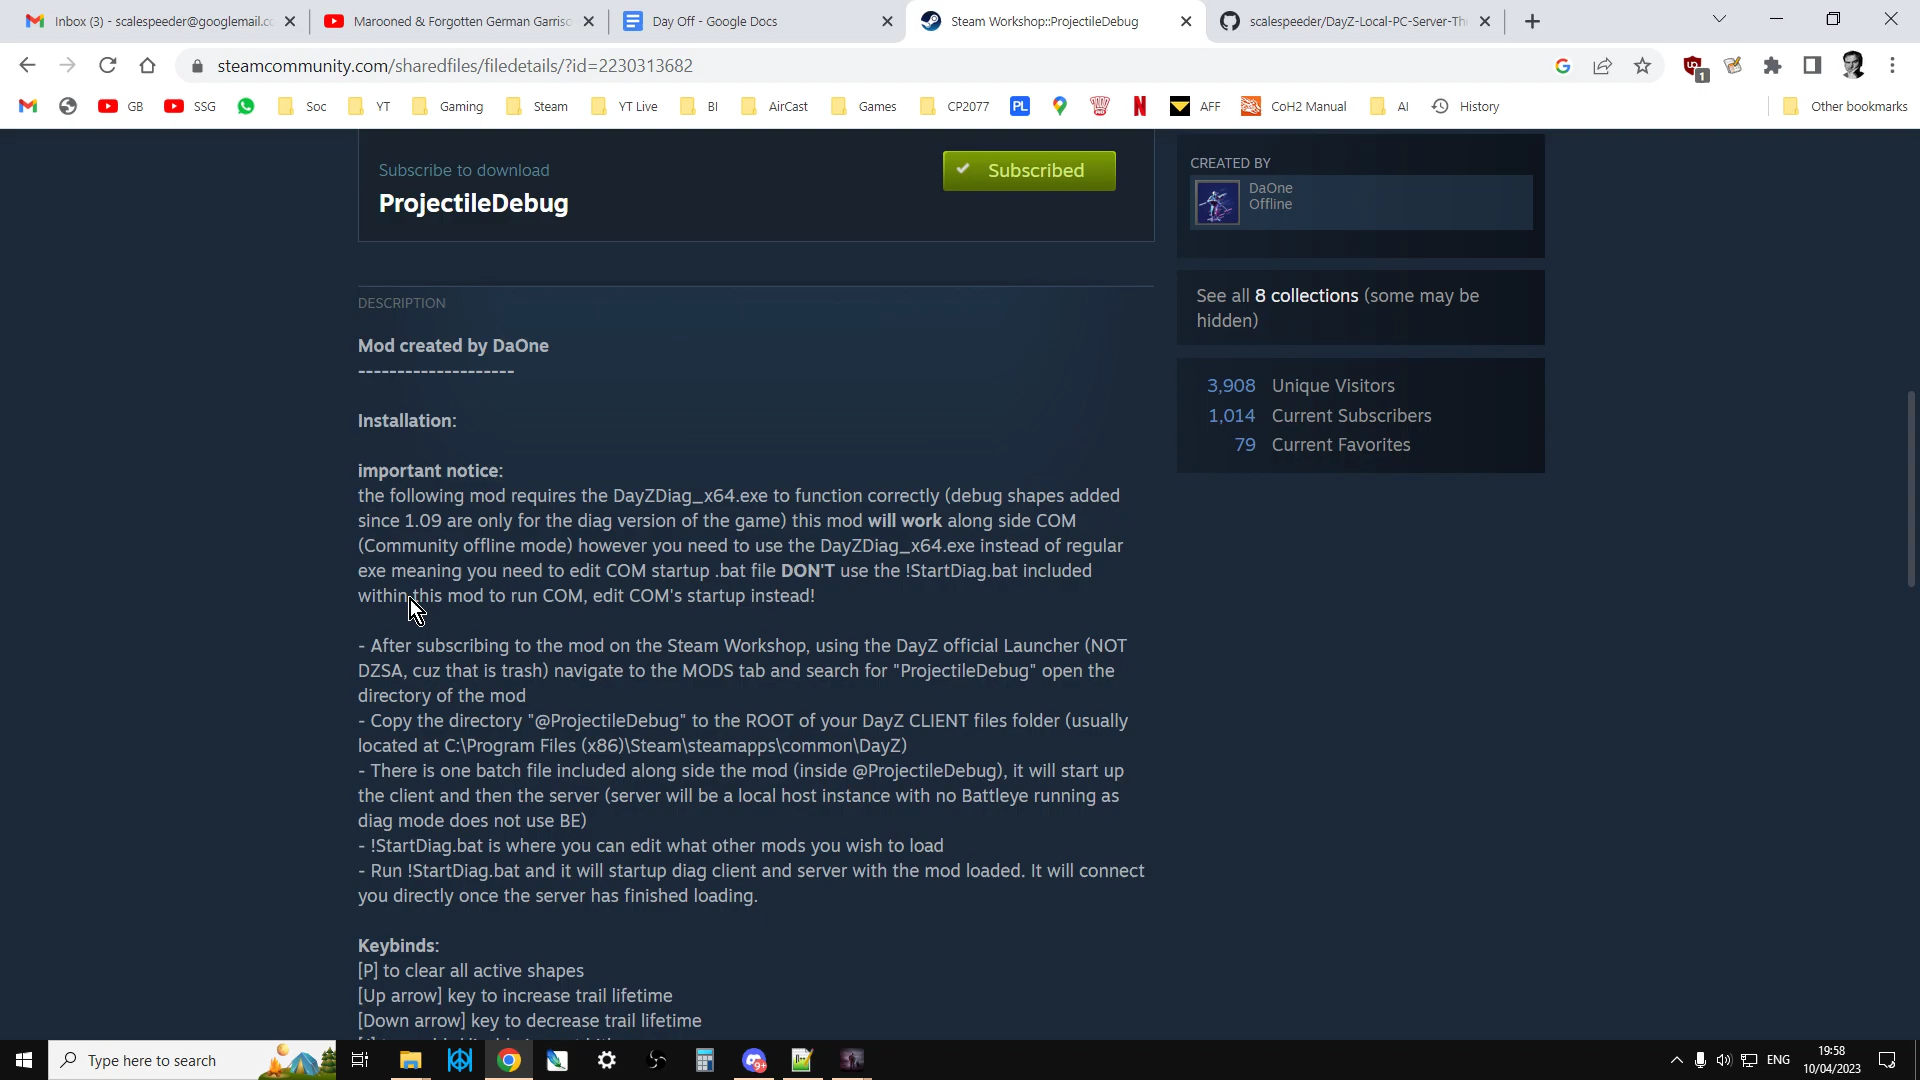 Inbox (3) - scalespeeder@googlemail.c
Marooned & Forgotten German Garriso
Day Off - Google Docs
Steam Workshop::ProjectileDebug
scalespeeder/DayZ-Local-PC-Server-Th
steamcommunity.com/sharedfiles/filedetails/?id=2230313682
1
GB
SSG
Soc
YT
Gaming
Steam
YT Live
BI
AirCast
Games
CP2077
PL
AFF
CoH2 Manual
AI
History
Other bookmarks
Subscribe to download
ProjectileDebug
Subscribed
CREATED BY
DaOne
Offline
See all 8 collections (some may be
hidden)
3,908 Unique Visitors
1,014 Current Subscribers
79 Current Favorites
DESCRIPTION
Mod created by DaOne
--------------------
Installation:
important notice:
the following mod requires the DayZDiag_x64.exe to function correctly (debug shapes added
since 1.09 are only for the diag version of the game) this mod will work along side COM
(Community offline mode) however you need to use the DayZDiag_x64.exe instead of regular
exe meaning you need to edit COM startup .bat file DON'T use the !StartDiag.bat included
within this mod to run COM, edit COM's startup instead!
- After subscribing to the mod on the Steam Workshop, using the DayZ official Launcher (NOT
DZSA, cuz that is trash) navigate to the MODS tab and search for "ProjectileDebug" open the
directory of the mod
- Copy the directory "@ProjectileDebug" to the ROOT of your DayZ CLIENT files folder (usually
located at C:\Program Files (x86)\Steam\steamapps\common\DayZ)
- There is one batch file included along side the mod (inside @ProjectileDebug), it will start up
the client and then the server (server will be a local host instance with no Battleye running as
diag mode does not use BE)
- !StartDiag.bat is where you can edit what other mods you wish to load
- Run !StartDiag.bat and it will startup diag client and server with the mod loaded. It will connect
you directly once the server has finished loading.
Keybinds:
[P] to clear all active shapes
[Up arrow] key to increase trail lifetime
[Down arrow] key to decrease trail lifetime
Type here to search
9+
ENG
19:58
10/04/2023